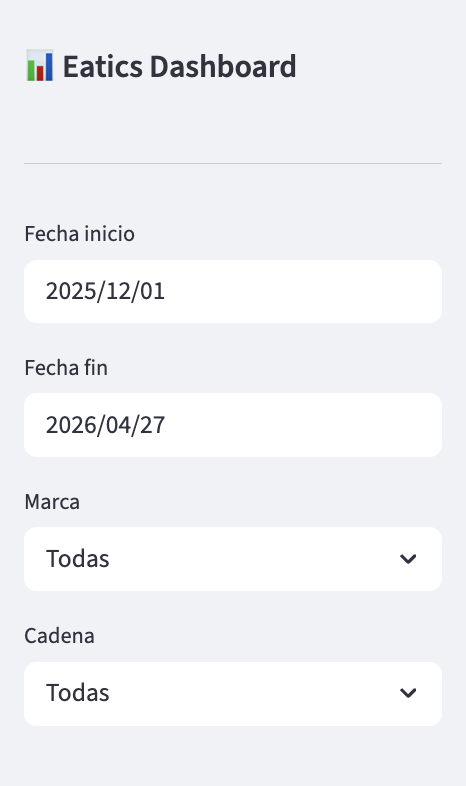 Eatics Dashboard
Fecha inicio
2025/12/01
Fecha fin
2026/04/27
Marca
Todas
Cadena
Todas